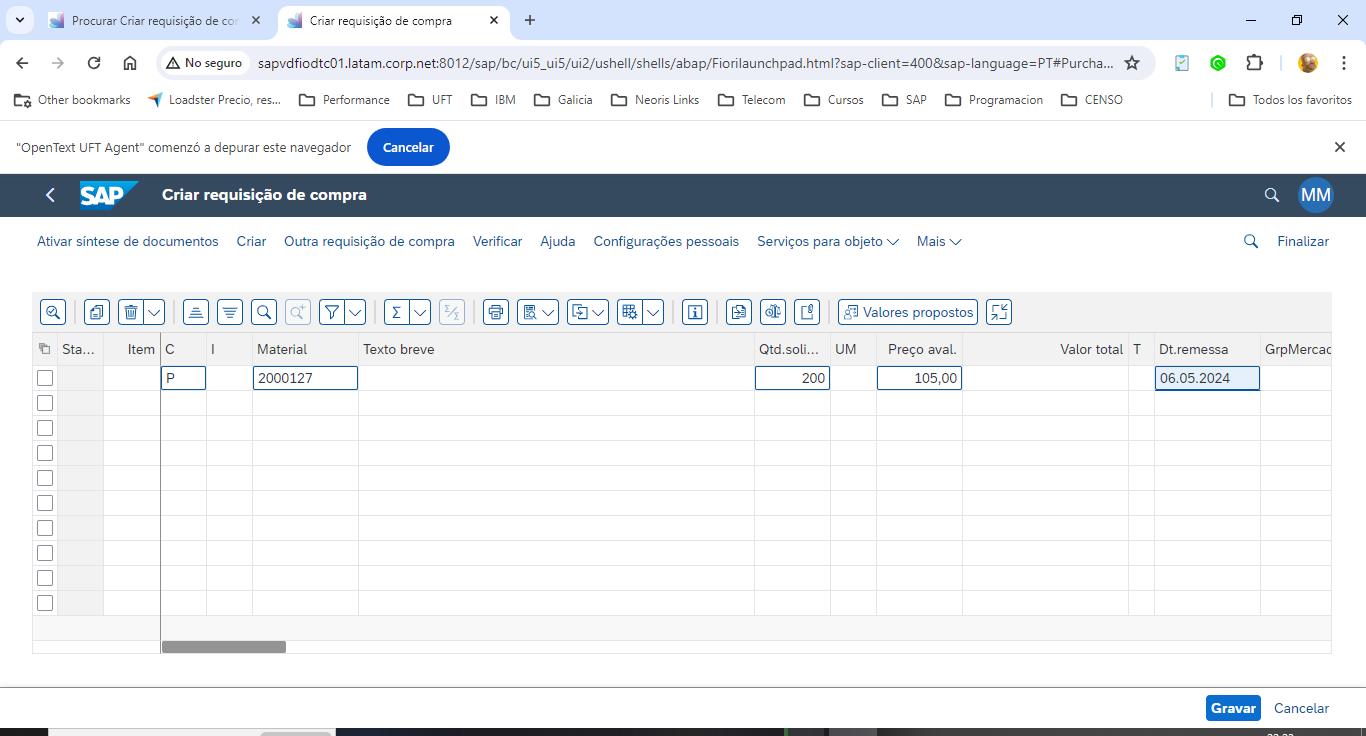 Procurar Criar requisição de co
Criar requisição de compra
No seguro
sapvdfiodtc01.latam.corp.net:8012/sap/bc/ui5_ui5/ui2/ushell/shells/abap/Fiorilaunchpad.html?sap-client=400&sap-language=PT#Purcha...
Other bookmarks
Loadster Precio, res...
Performance
UFT
IBM
Galicia
Neoris Links
Telecom
Cursos
SAP
Programacion
CENSO
Todos los favoritos
"OpenText UFT Agent" comenzó a depurar este navegador
Cancelar
SAP
Criar requisição de compra
MM
Ativar síntese de documentos
Criar
Outra requisição de compra
Verificar
Ajuda
Configurações pessoais
Serviços para objeto
Mais
Finalizar
Valores propostos
Sta... Item C I Material Texto breve Qtd.soli... UM Preço aval. Valor total T Dt.remessa GrpMercad
P 2000127 200 105,00 06.05.2024
Gravar
Cancelar